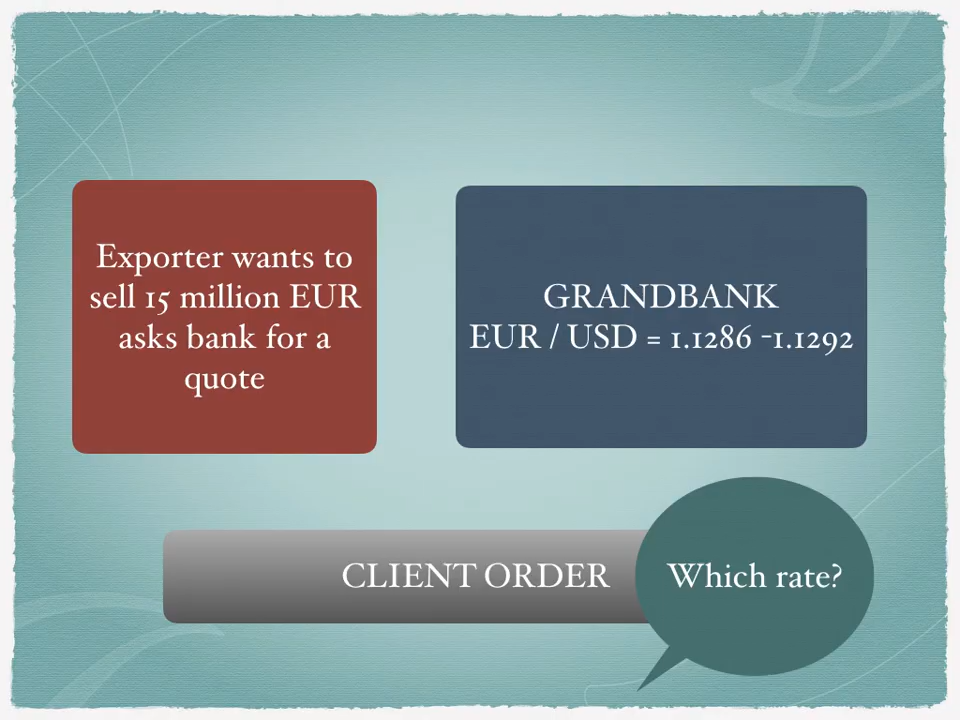 Exporter wants to
sell 15 million EUR
asks bank for a
quote
GRANDBANK
EUR / USD = 1.1286 -1.1292
CLIENT ORDER
Which rate?